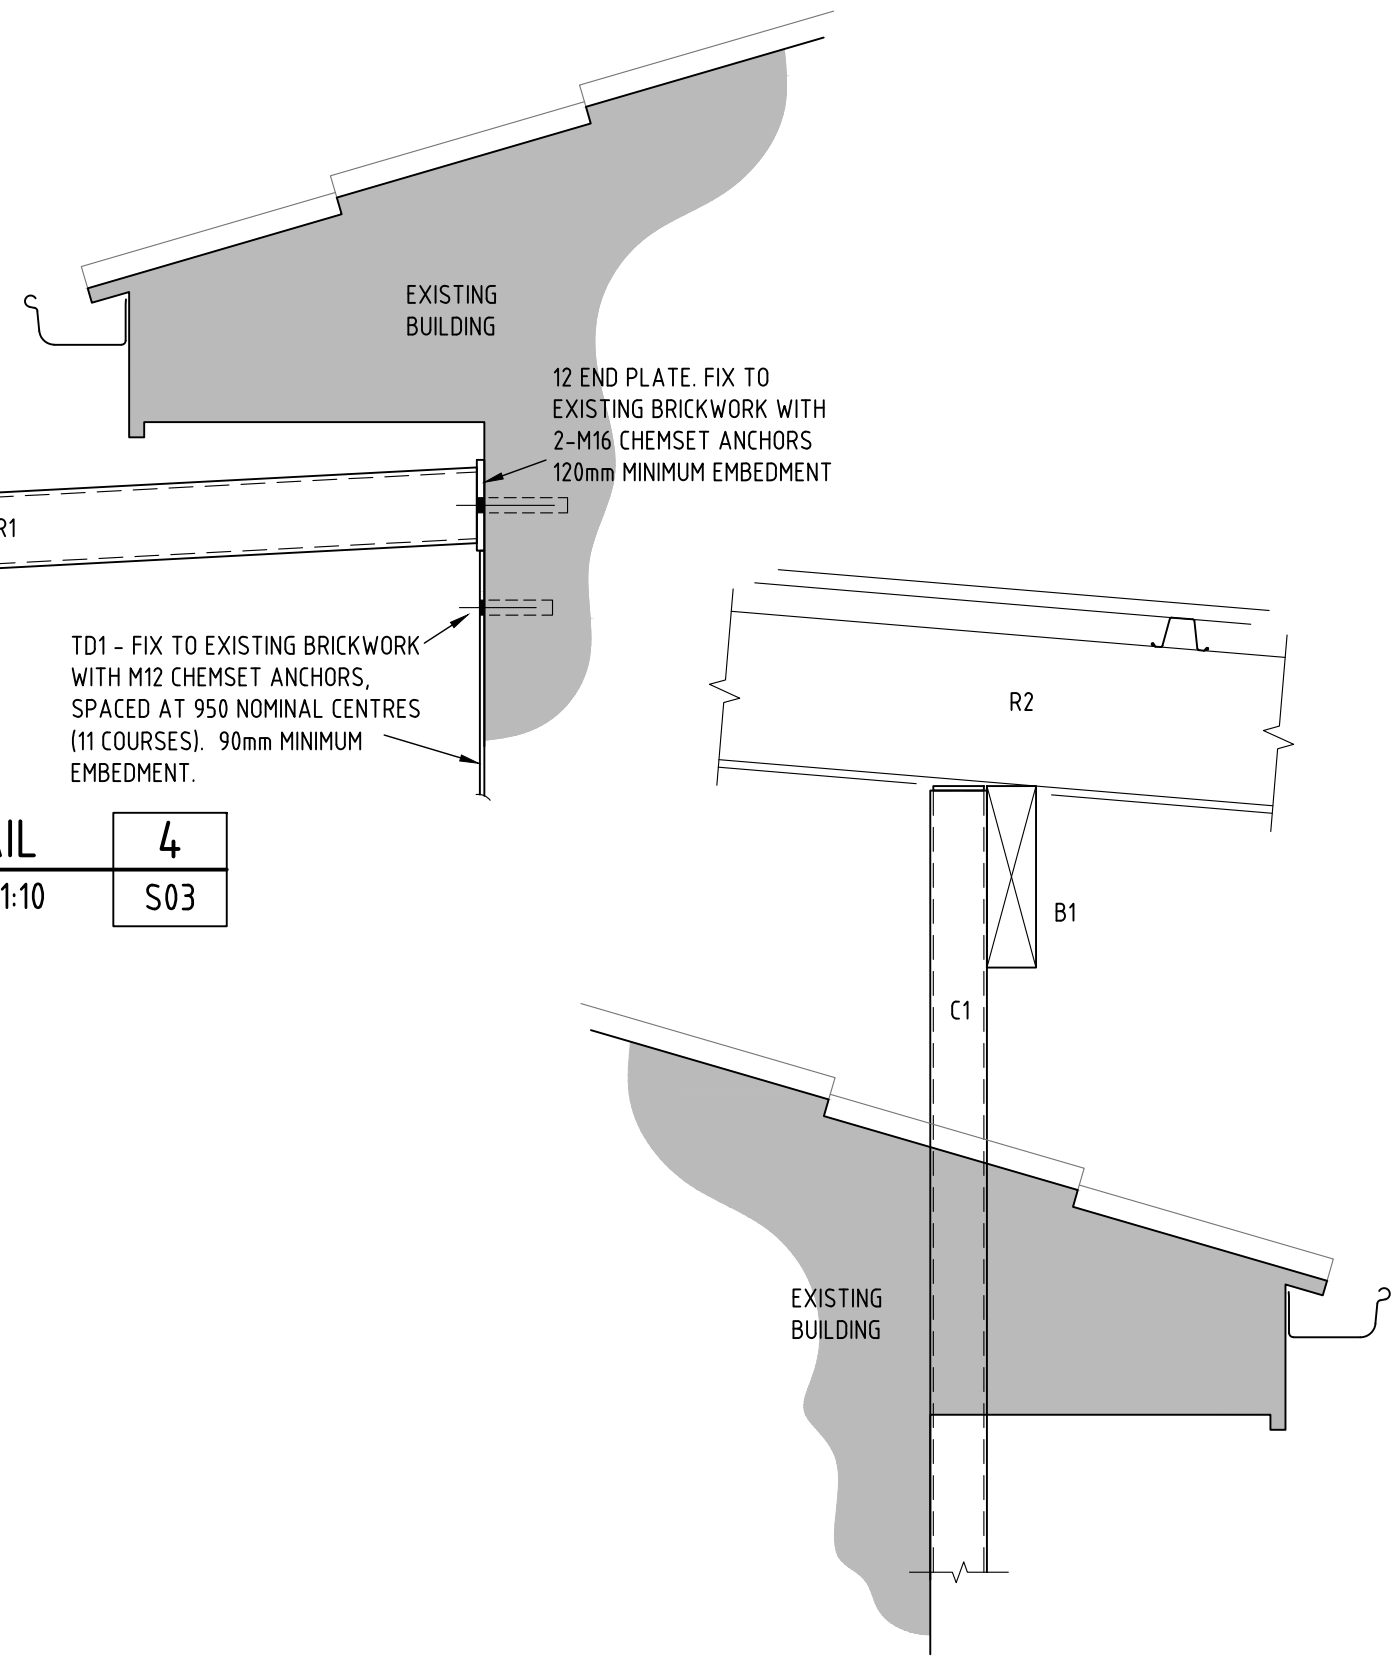 EXISTING
BUILDING
12 END PLATE. FIX TO
EXISTING BRICKWORK WITH
2-M16 CHEMSET ANCHORS
120mm MINIMUM EMBEDMENT
R1
TD1 - FIX TO EXISTING BRICKWORK
WITH M12 CHEMSET ANCHORS,
SPACED AT 950 NOMINAL CENTRES
(11 COURSES). 90mm MINIMUM
EMBEDMENT.
4
1:10
S03
R2
B1
C1
EXISTING
BUILDING